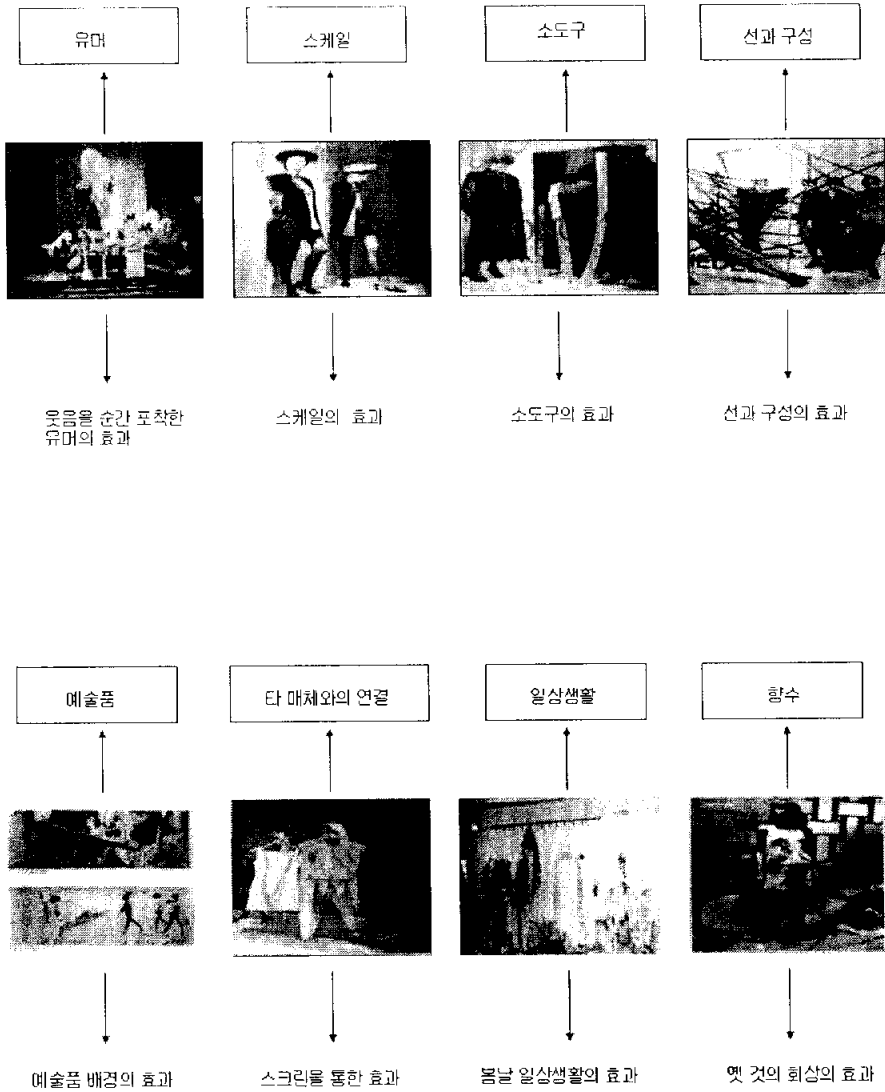 유머
스케일
소도구
선과 구성
웃음을 순간 포착한
유머의 효과
스케일의 효과
소도구의 효과
선과 구성의 효과
예술품
타 매체와의 연결
일상생활
향수
예술품 배경의 효과
스크린을 통한 효과
봄날 일상생활의 효과
옛 것의 회상의 효과